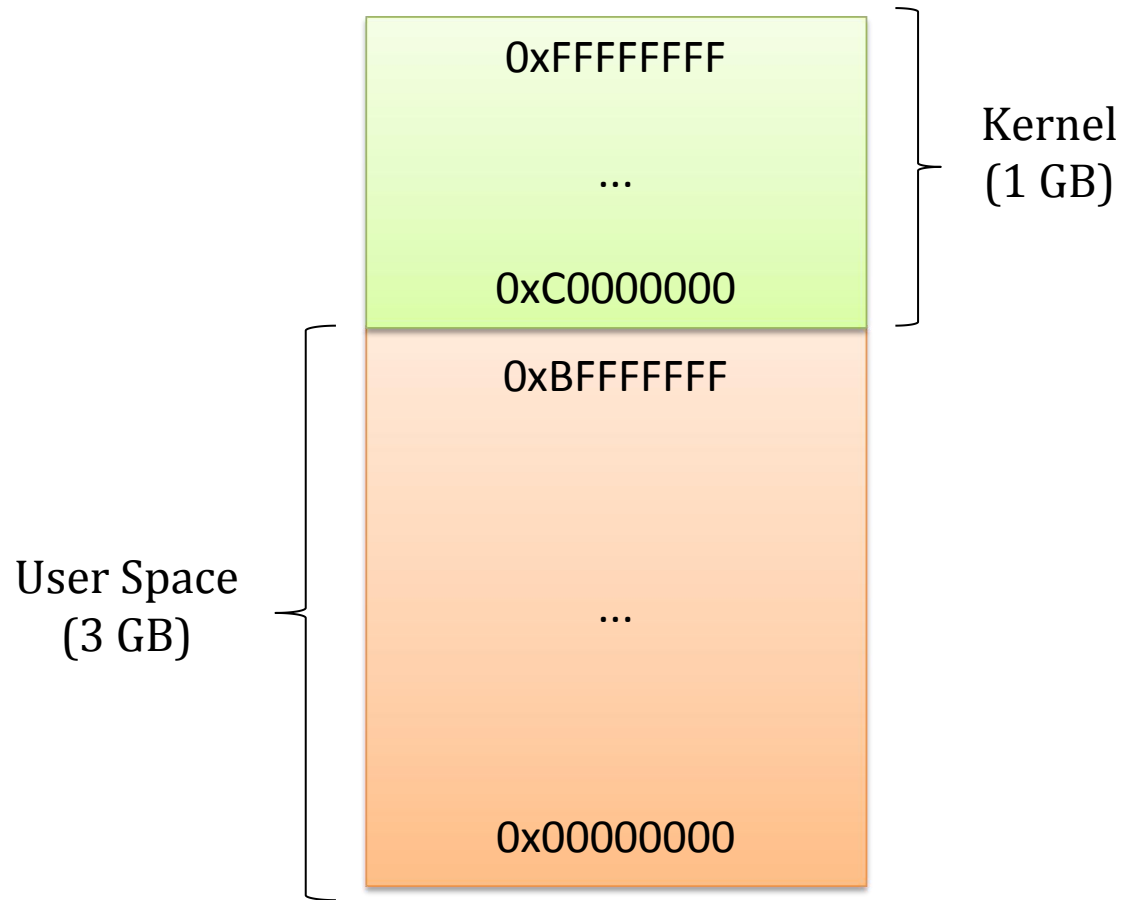 0xFFFFFFFF
...
0xC0000000
Kernel
(1 GB)
0xBFFFFFFF
...
0x00000000
User Space
(3 GB)